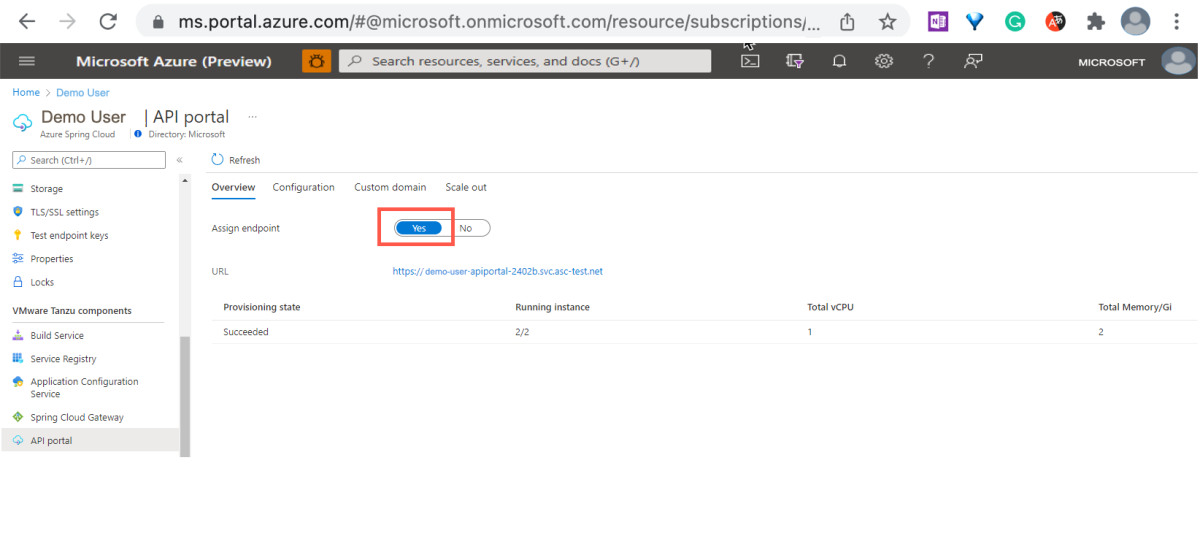 ms.portal.azure.com/#@microsoft.onmicrosoft.com/resource/subscriptions/...
Microsoft Azure (Preview)
Search resources, services, and docs (G+/)
MICROSOFT
Home > Demo User
Demo User | API portal ...
Azure Spring Cloud | Directory: Microsoft
Search (Ctrl+/) «
Refresh
Storage
TLS/SSL settings
Test endpoint keys
Properties
Locks
VMware Tanzu components
Build Service
Service Registry
Application Configuration
Service
Spring Cloud Gateway
API portal
Overview Configuration Custom domain Scale out
Assign endpoint Yes No
URL https://demo-user-apiportal-2402b.svc.asc-test.net
Provisioning state Running instance Total vCPU Total Memory/Gi
Succeeded 2/2 1 2